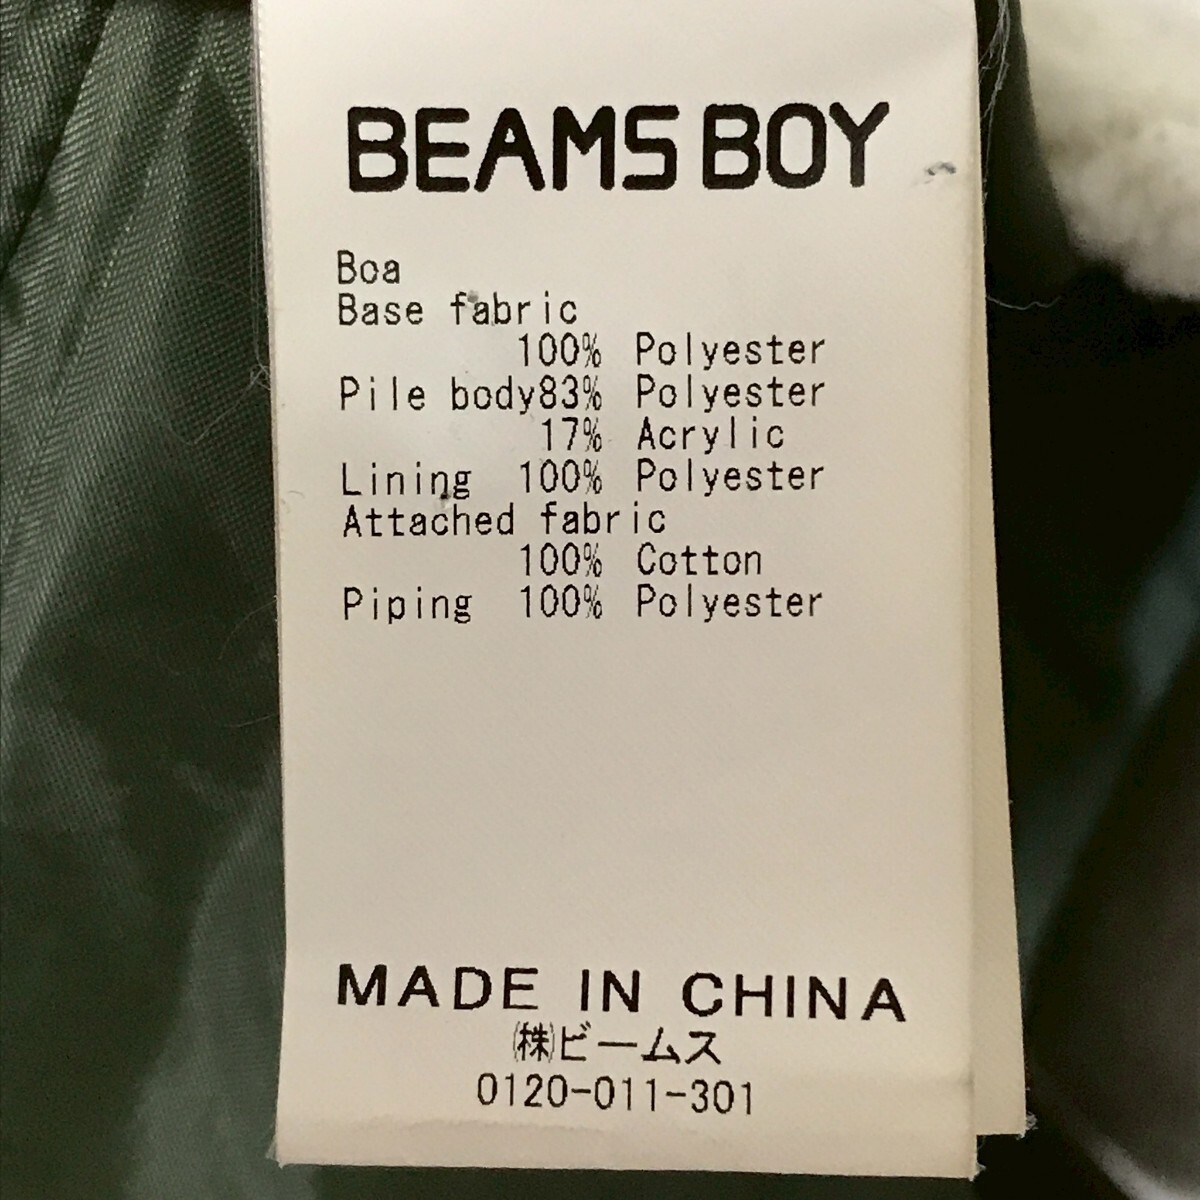 BEAMS BOY
Boa
Base fabric
100% Polyester
Pile body83% Polyester
17% Acrylic
Lining 100% Polyester
Attached fabric
100% Cotton
Piping 100% Polyester
MADE IN CHINA
㈱ビームス
0120-011-301